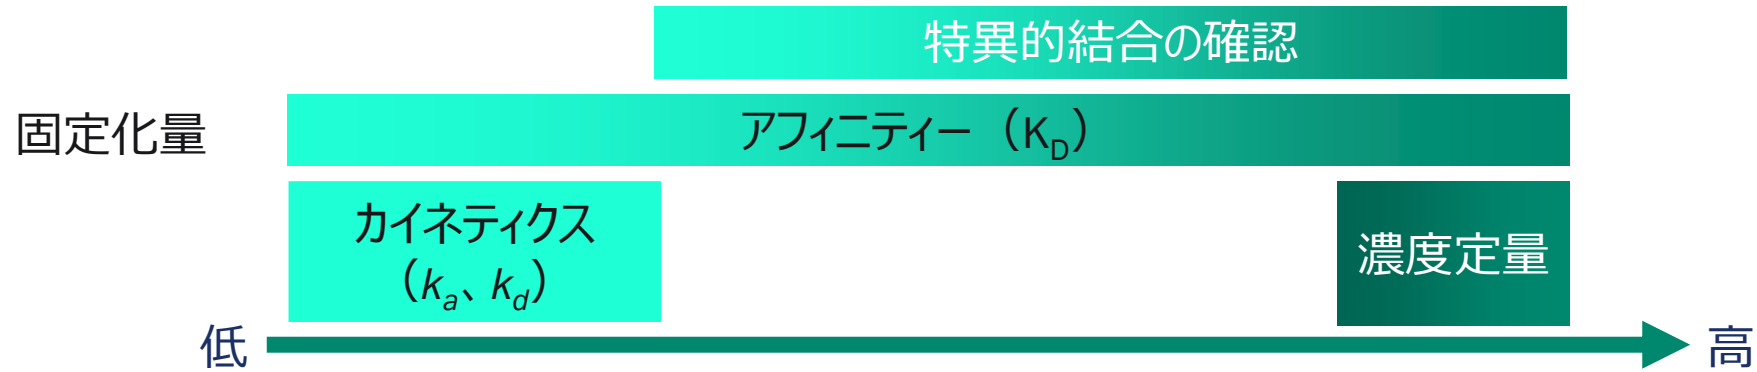 特異的結合の確認
固定化量
アフィニティー（KD）
カイネティクス
（ka、kd）
濃度定量
低
高